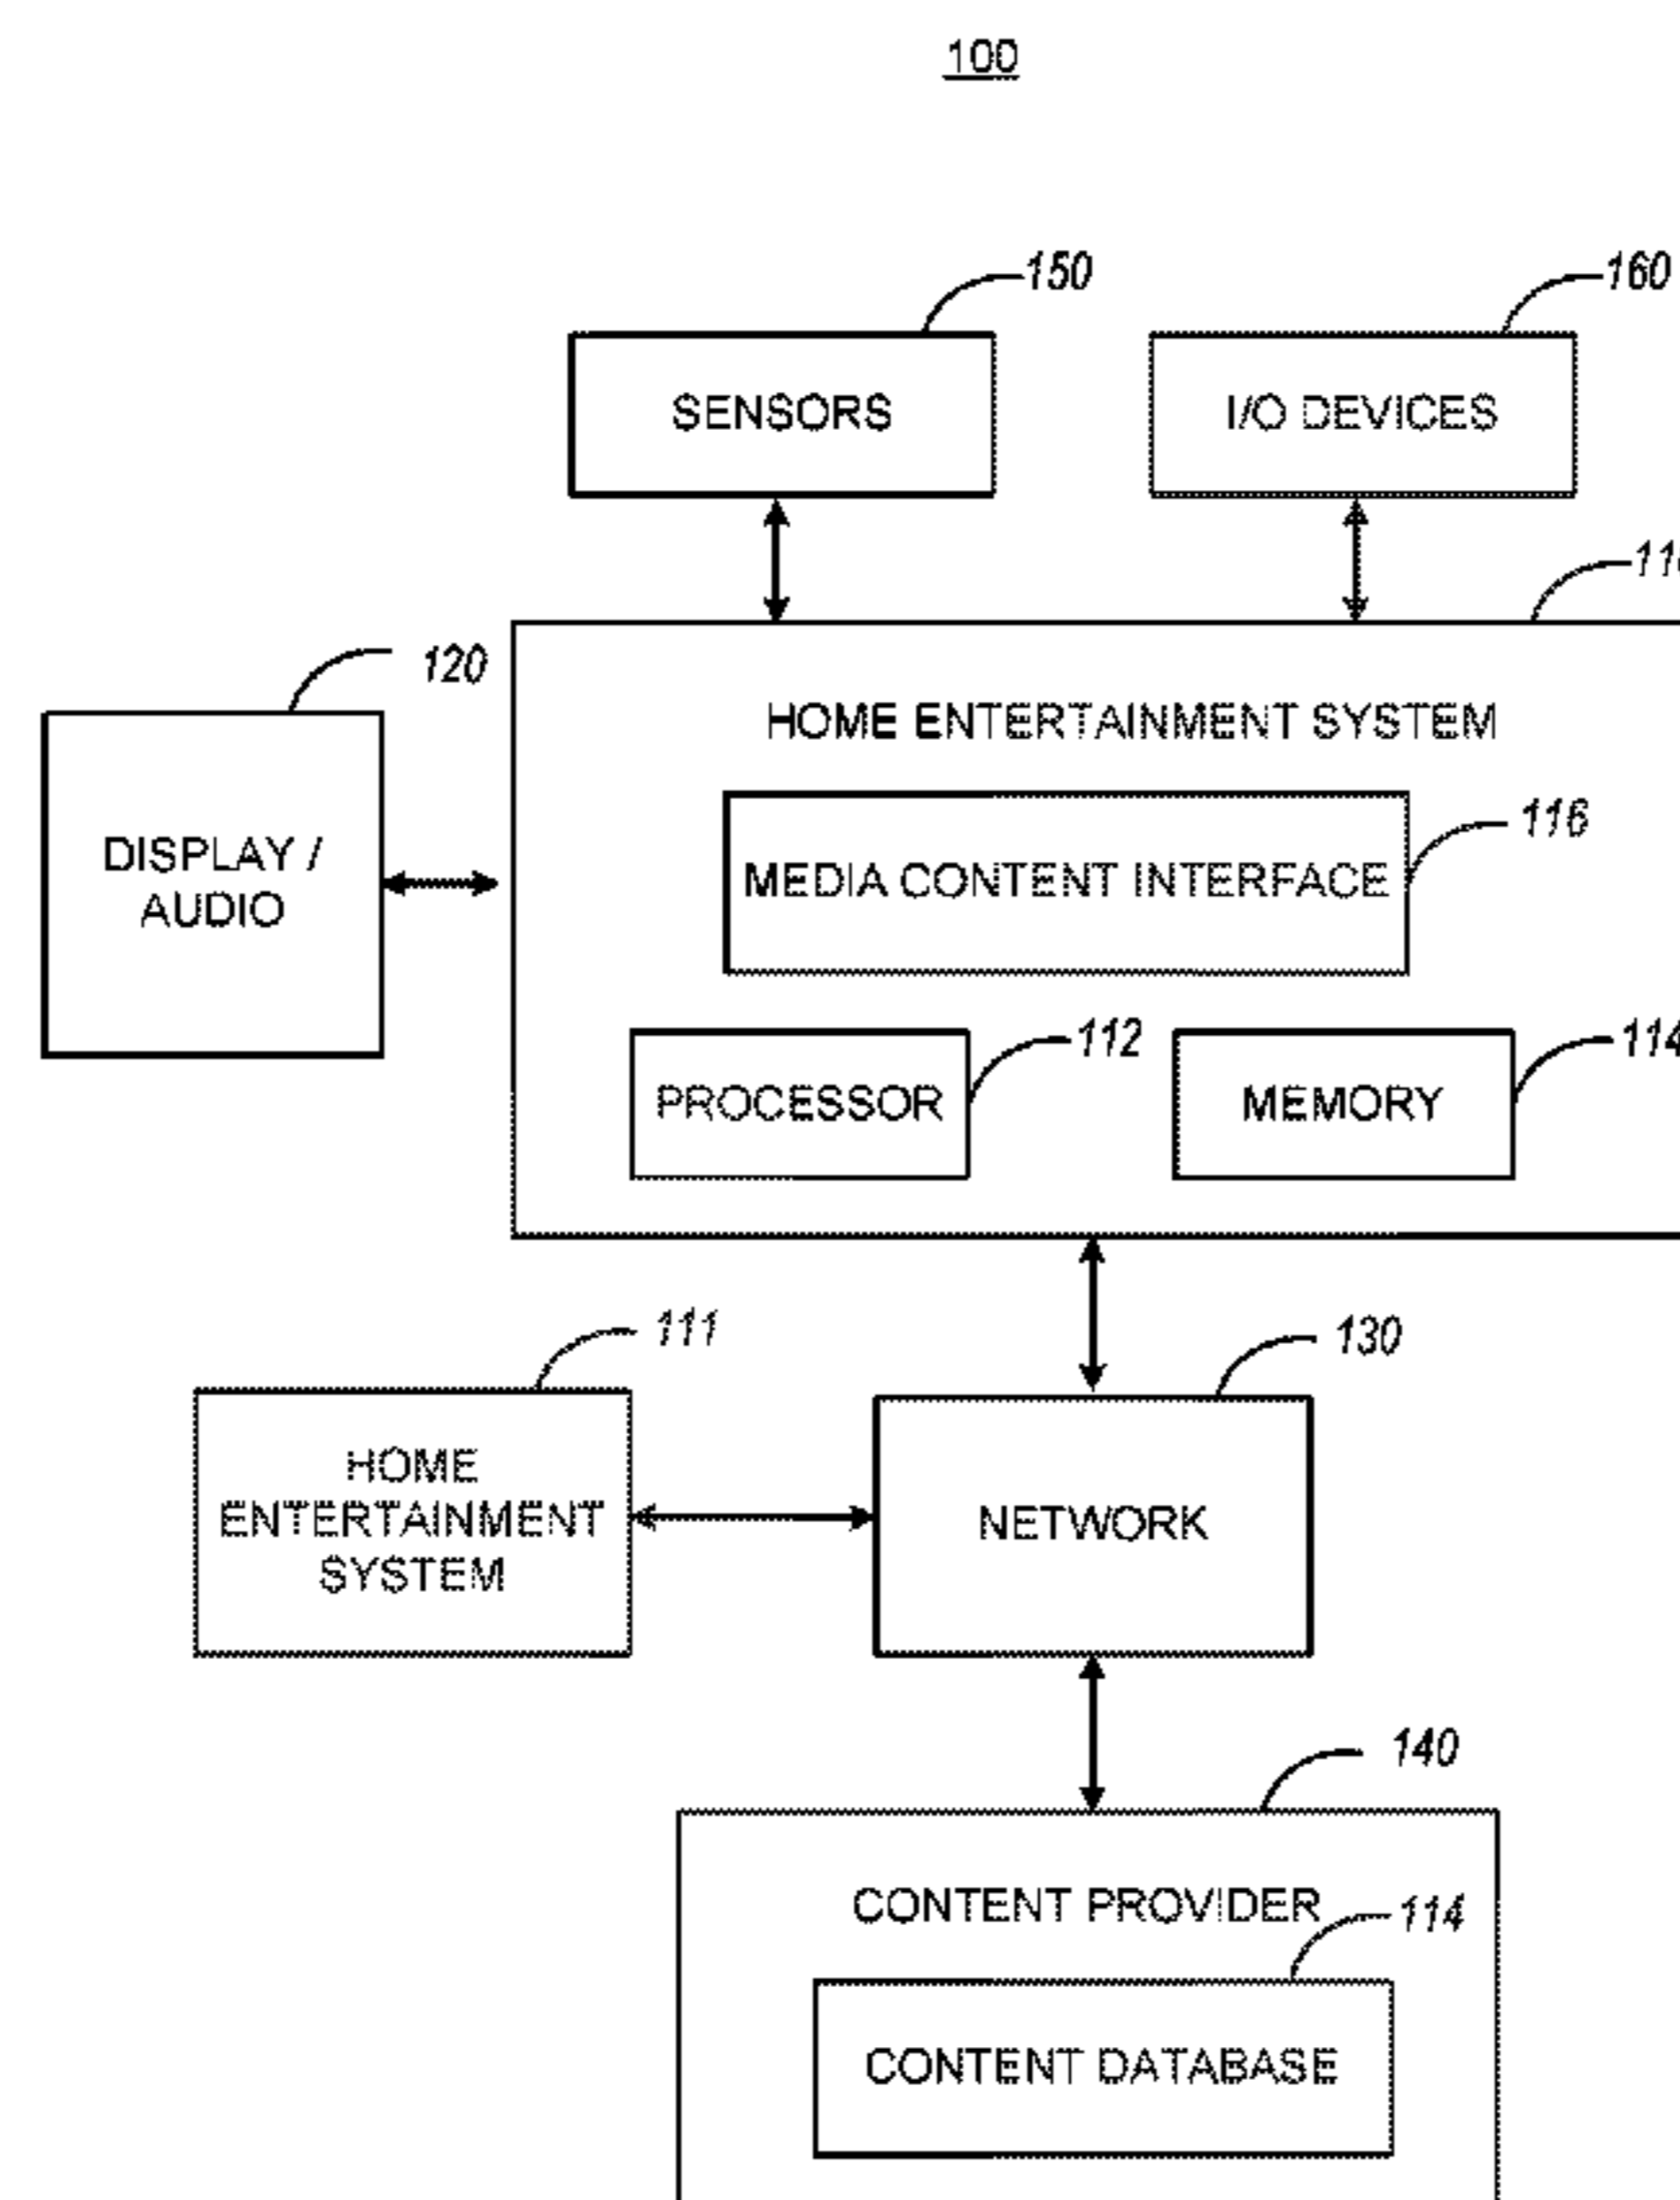 100
150
160
SENSORS
I/O DEVICES
120
HOME ENTERTAINMENT SYSTEM
DISPLAY /
AUDIO
116
MEDIA CONTENT INTERFACE
112
114
PROCESSOR
MEMORY
111
130
HOME
ENTERTAINMENT
SYSTEM
NETWORK
140
CONTENT PROVIDER
114
CONTENT DATABASE